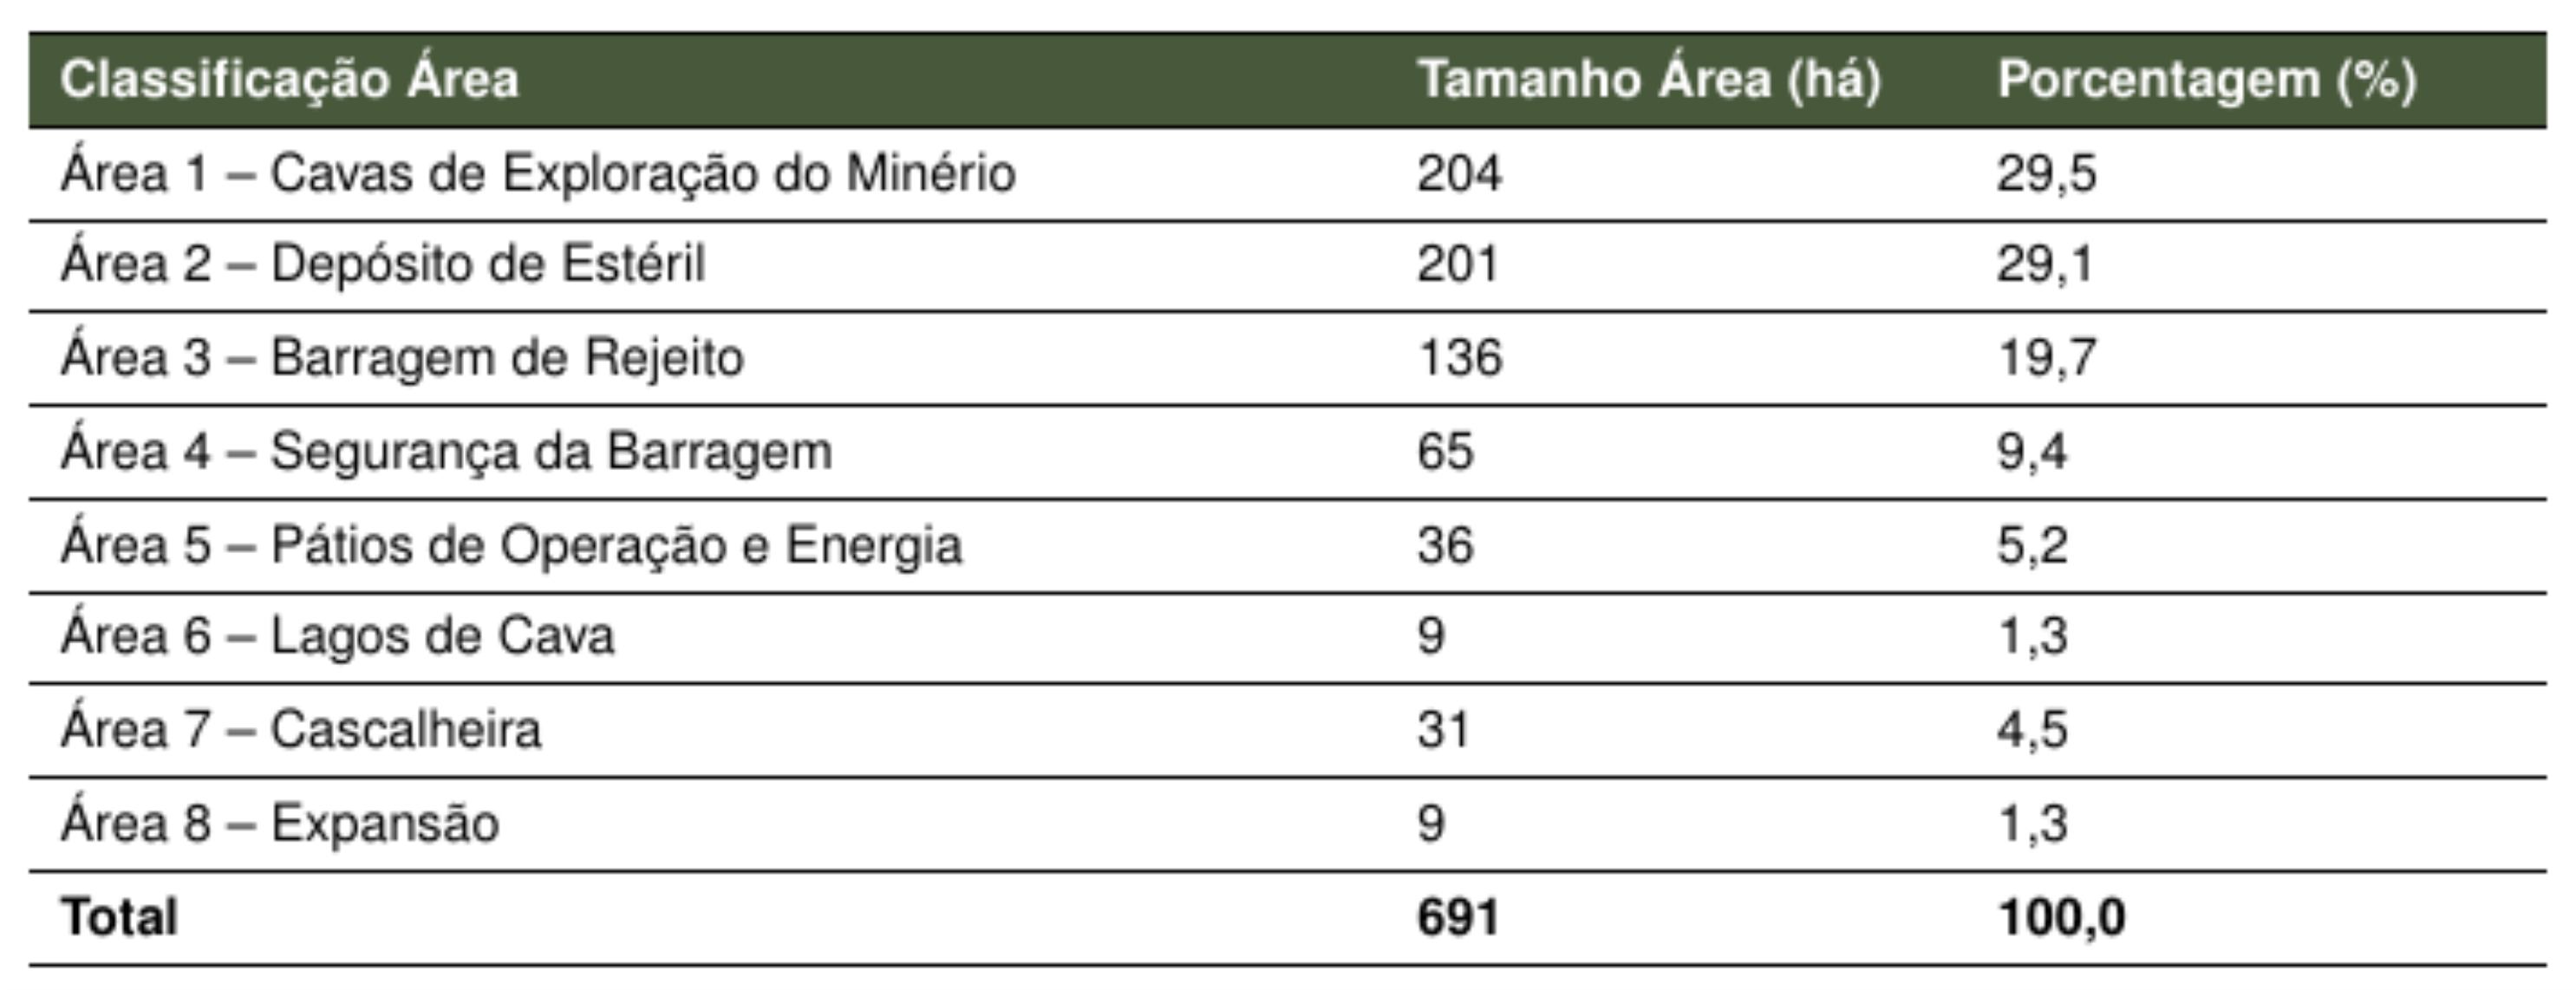 Classificação Área Tamanho Área (há) Porcentagem (%)
Área 1 – Cavas de Exploração do Minério 204 29,5
Área 2 – Depósito de Estéril 201 29,1
Área 3 – Barragem de Rejeito 136 19,7
Área 4 – Segurança da Barragem 65 9,4
Área 5 – Pátios de Operação e Energia 36 5,2
Área 6 – Lagos de Cava 9 1,3
Área 7 – Cascalheira 31 4,5
Área 8 – Expansão 9 1,3
Total 691 100,0